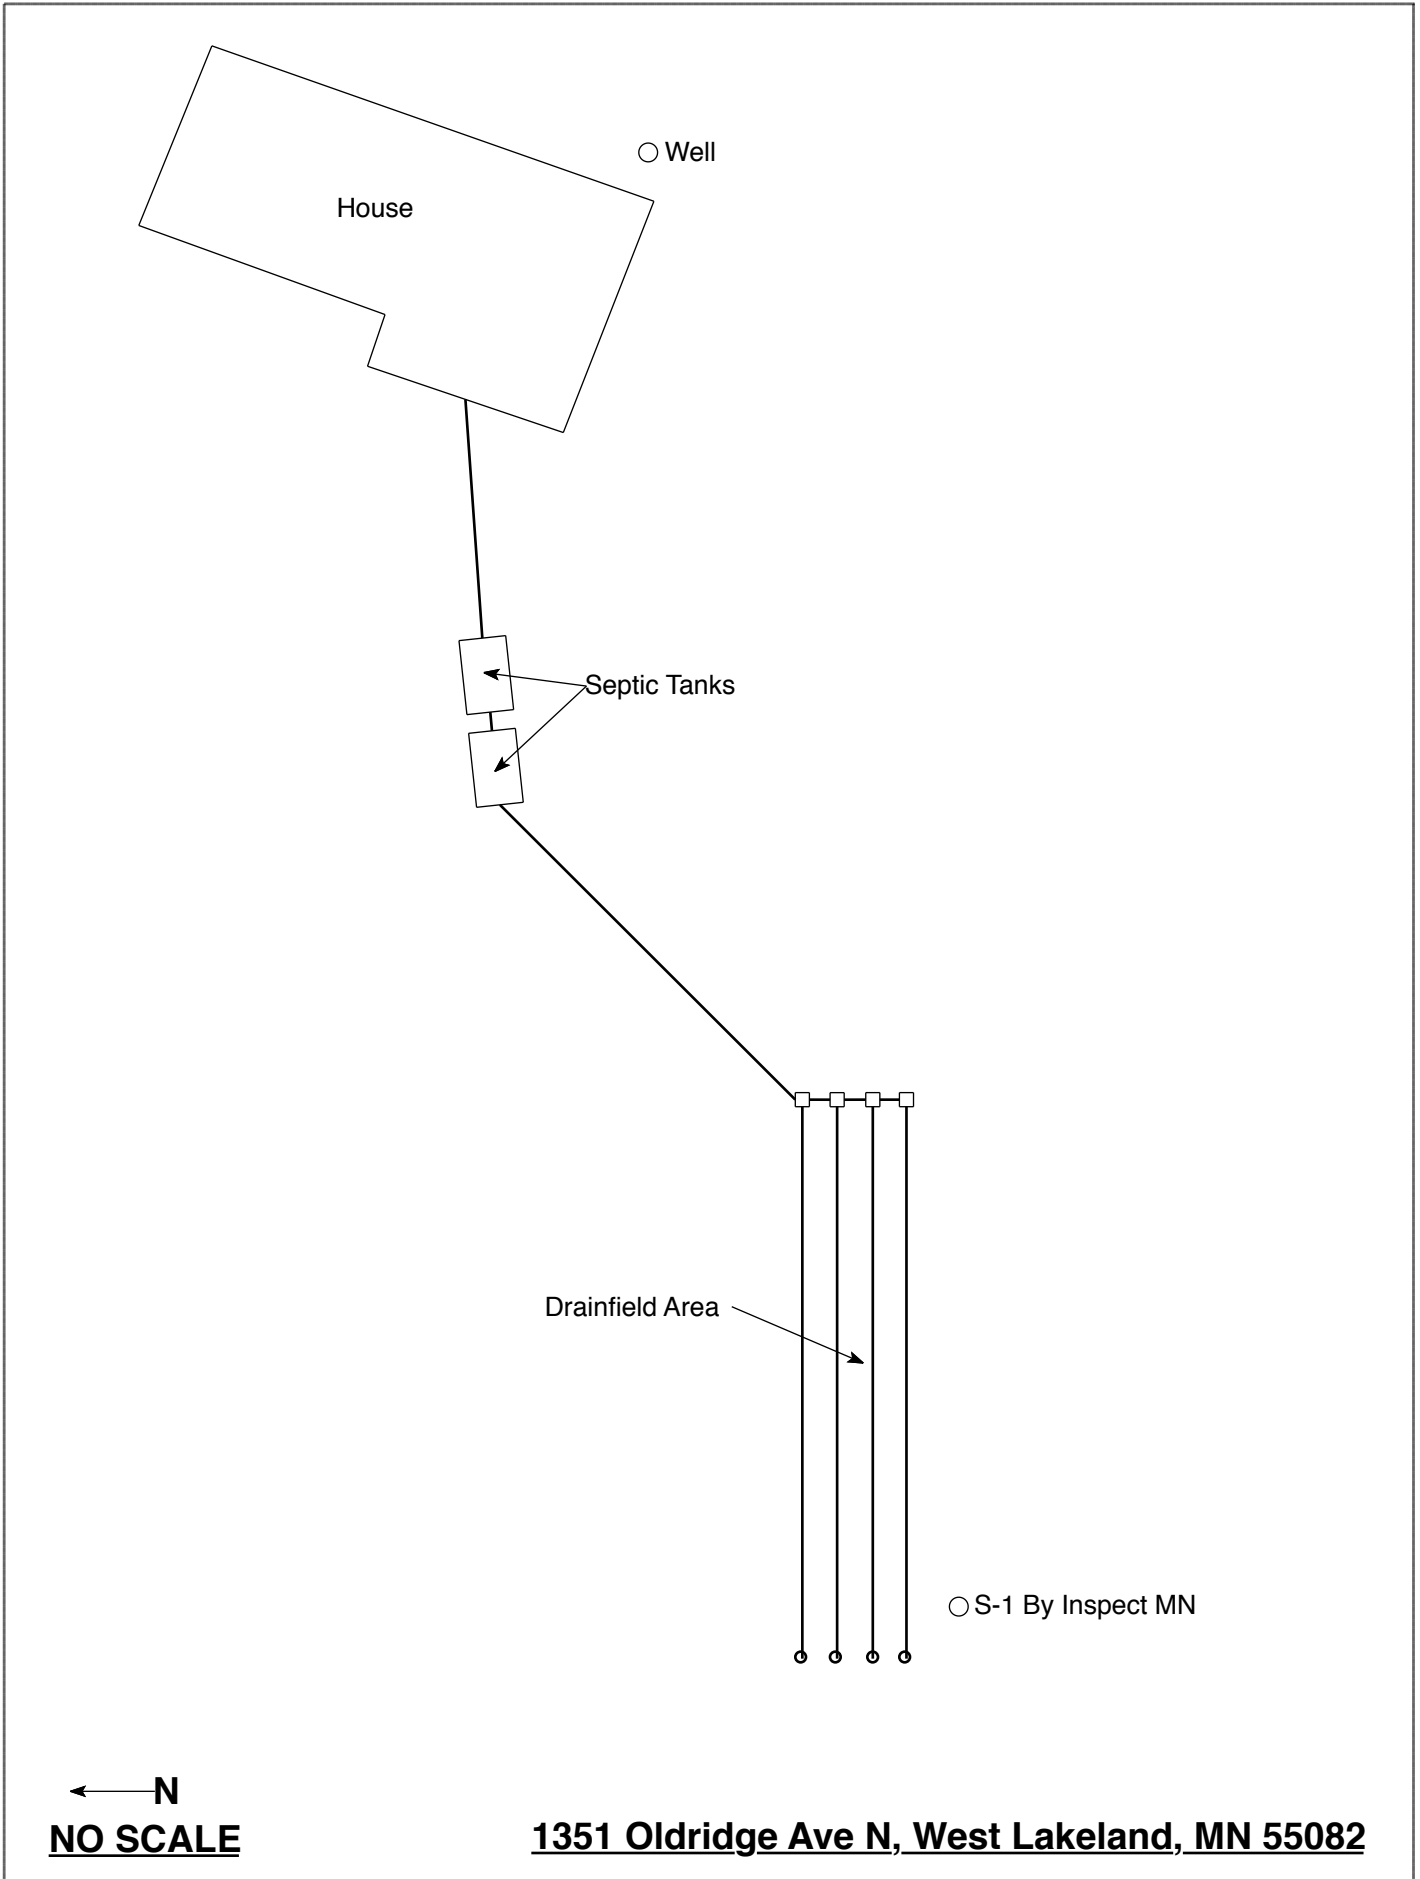 Well
House
Septic Tanks
Drainfield Area
S-1 By Inspect MN
N
NO SCALE
1351 Oldridge Ave N, West Lakeland, MN 55082